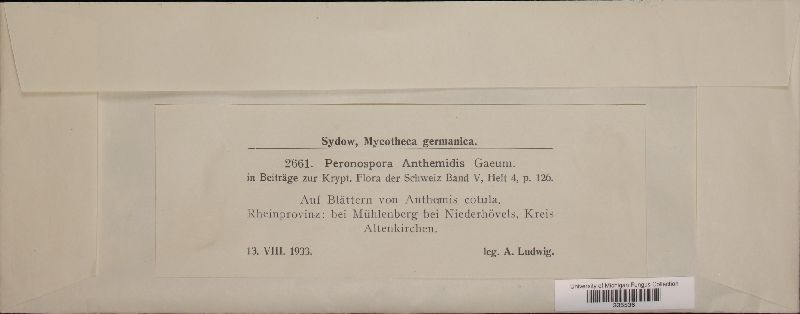 Sydow, Mycotheca germanica.
2661. Peronospora Anthemidis Gaeum.
in Beiträge zur Krypt. Flora der Schweiz Band V, Heft 4, p. 126.
Auf Blättern von Anthemis cotula.
Rheinprovinz: bei Mühlenberg bei Niederhövels, Kreis
Altenkirchen.
13. VIII. 1933. leg. A. Ludwig.
University of Michigan Fungus Collection